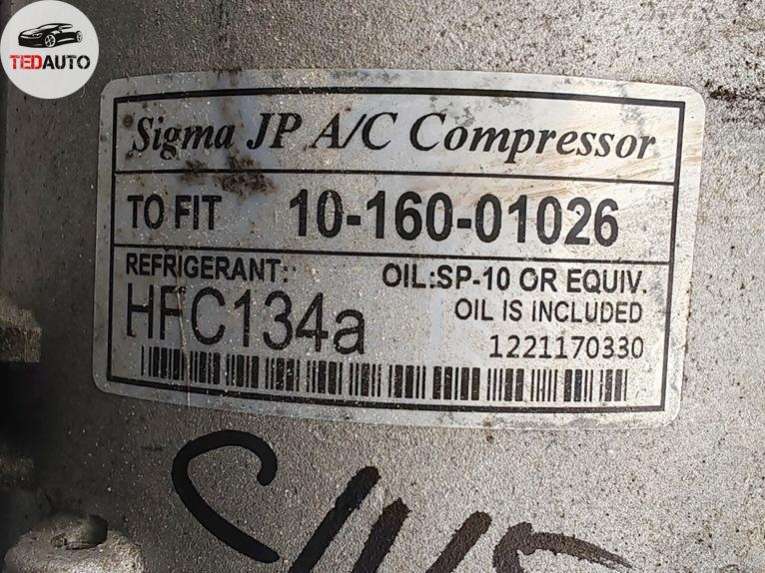 TEDAUTO
Sigma JP A/C Compressor
TO FIT 10-160-01026
REFRIGERANT: OIL:SP-10 OR EQUIV.
HFC134a OIL IS INCLUDED
1221170330